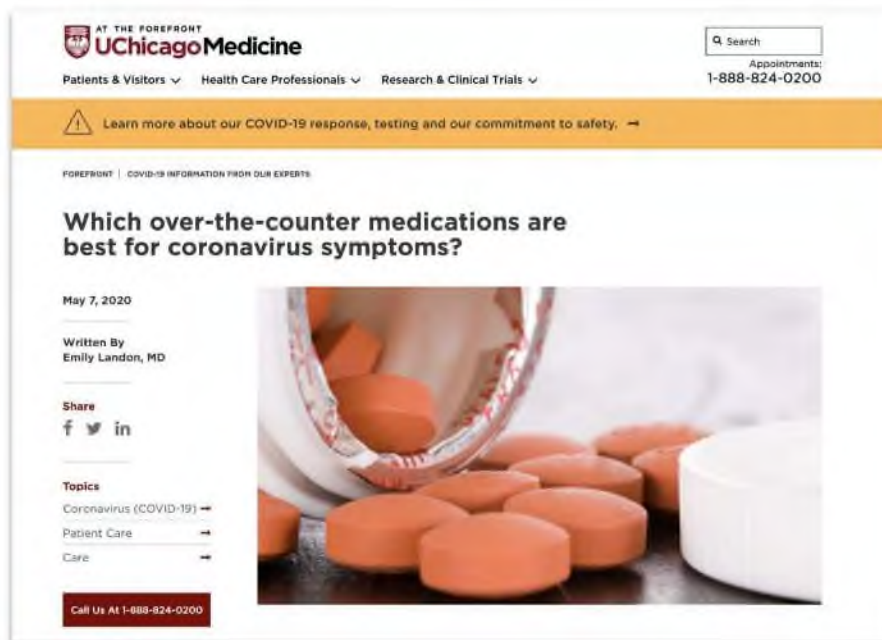 AT THE FOREFRONT
UChicago Medicine
Search
Appointments:
1-888-824-0200
Patients & Visitors
Health Care Professionals
Research & Clinical Trials
Learn more about our COVID-19 response, testing and our commitment to safety. →
FOREFRONT | COVID-19 INFORMATION FROM OUR EXPERTS
Which over-the-counter medications are
best for coronavirus symptoms?
May 7, 2020
Written By
Emily Landon, MD
Share
Topics
Coronavirus (COVID-19) →
Patient Care →
Care →
Call Us At 1-888-824-0200